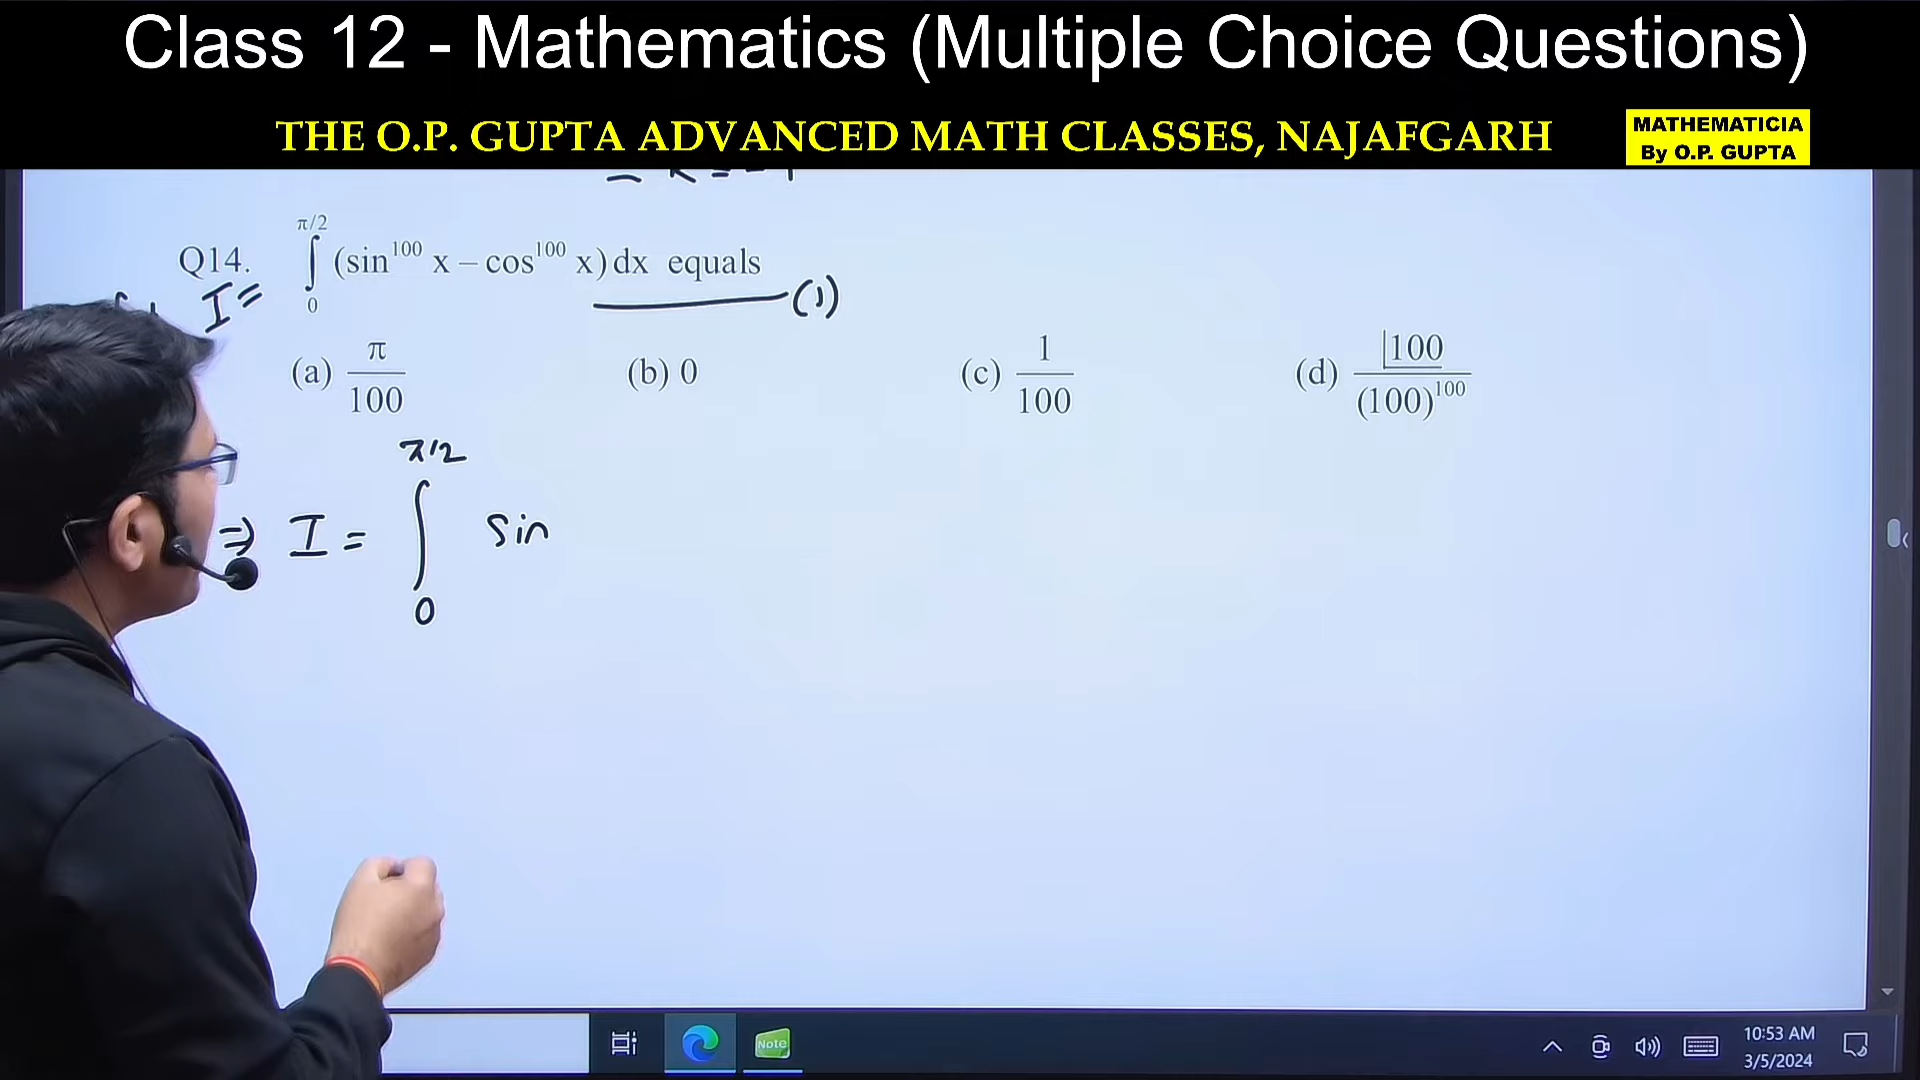 Class 12 - Mathematics (Multiple Choice Questions)
THE O.P. GUPTA ADVANCED MATH CLASSES, NAJAFGARH
MATHEMATICIA
By O.P. GUPTA
Q14. ∫₀^{π/2} (sin¹⁰⁰ x – cos¹⁰⁰ x) dx equals
I =
(1)
(a) π/100 (b) 0 (c) 1/100 (d) |100/(100)¹⁰⁰
⇒ I = ∫₀^{π/2} sin
Note
10:53 AM
3/5/2024